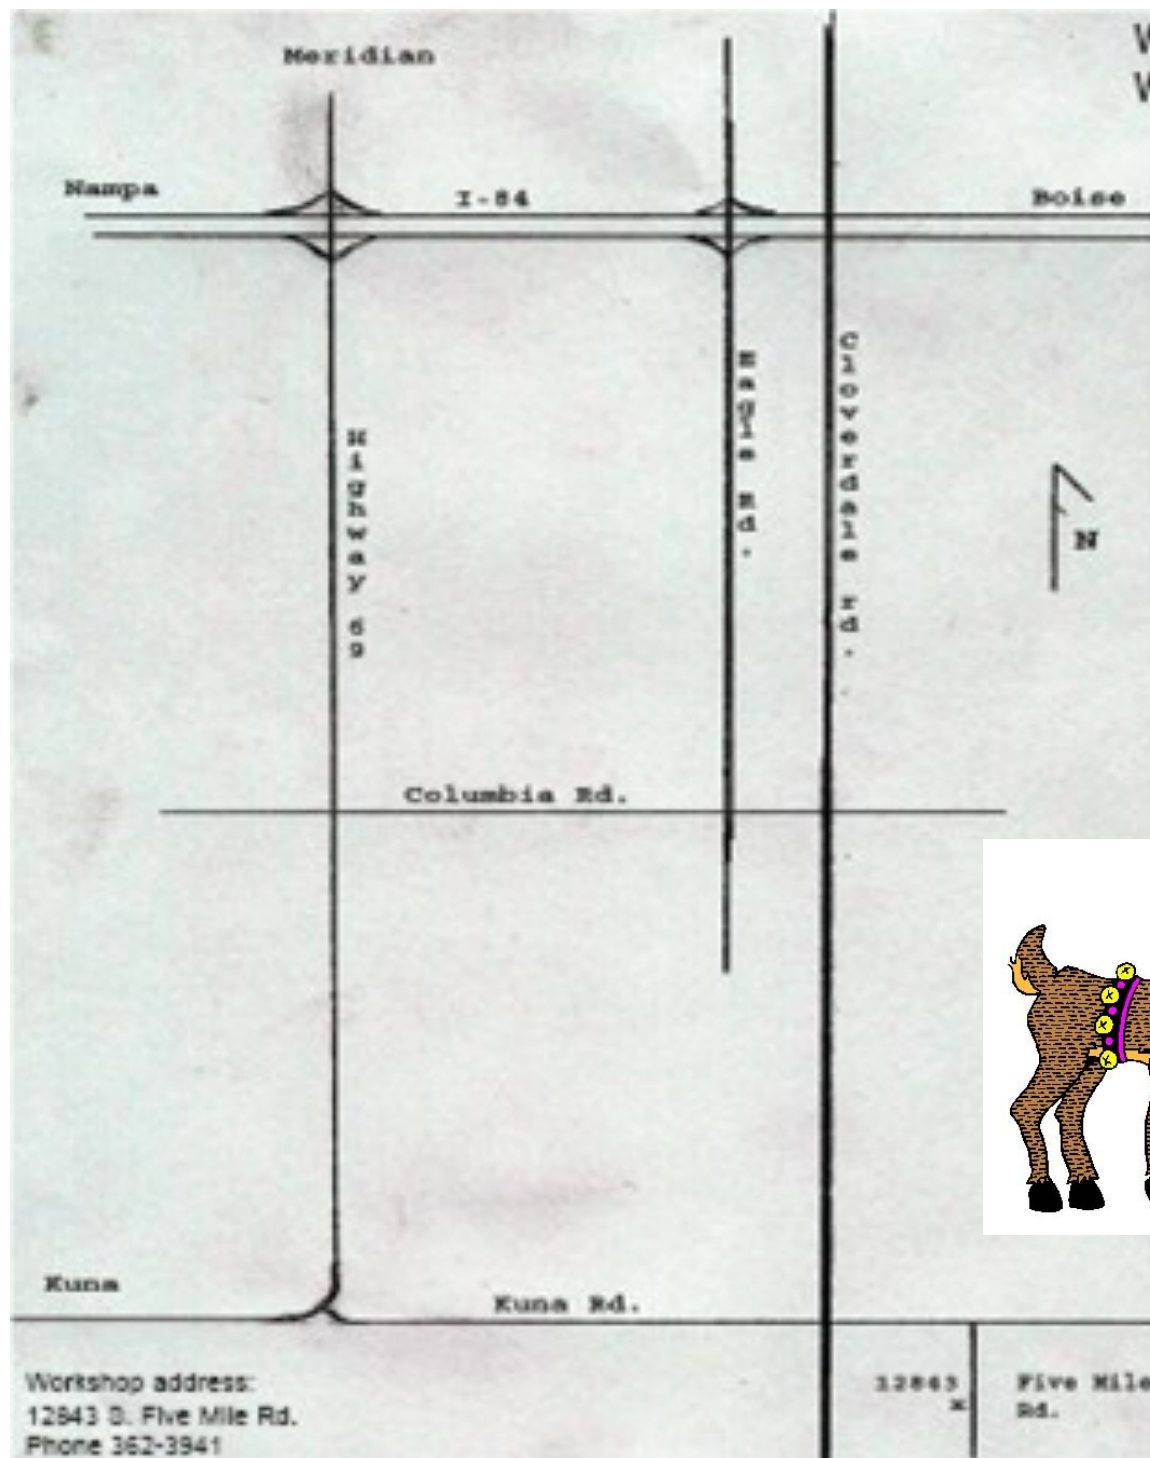 Meridian
Nampa
I-84
Boise
Highway 69
Eagle Rd.
Cloverdale rd.
N
Columbia Rd.
Kuna
Kuna Rd.
Workshop address:
12843 S. Five Mile Rd.
Phone 362-3941
12843
x
Five Mile
Rd.